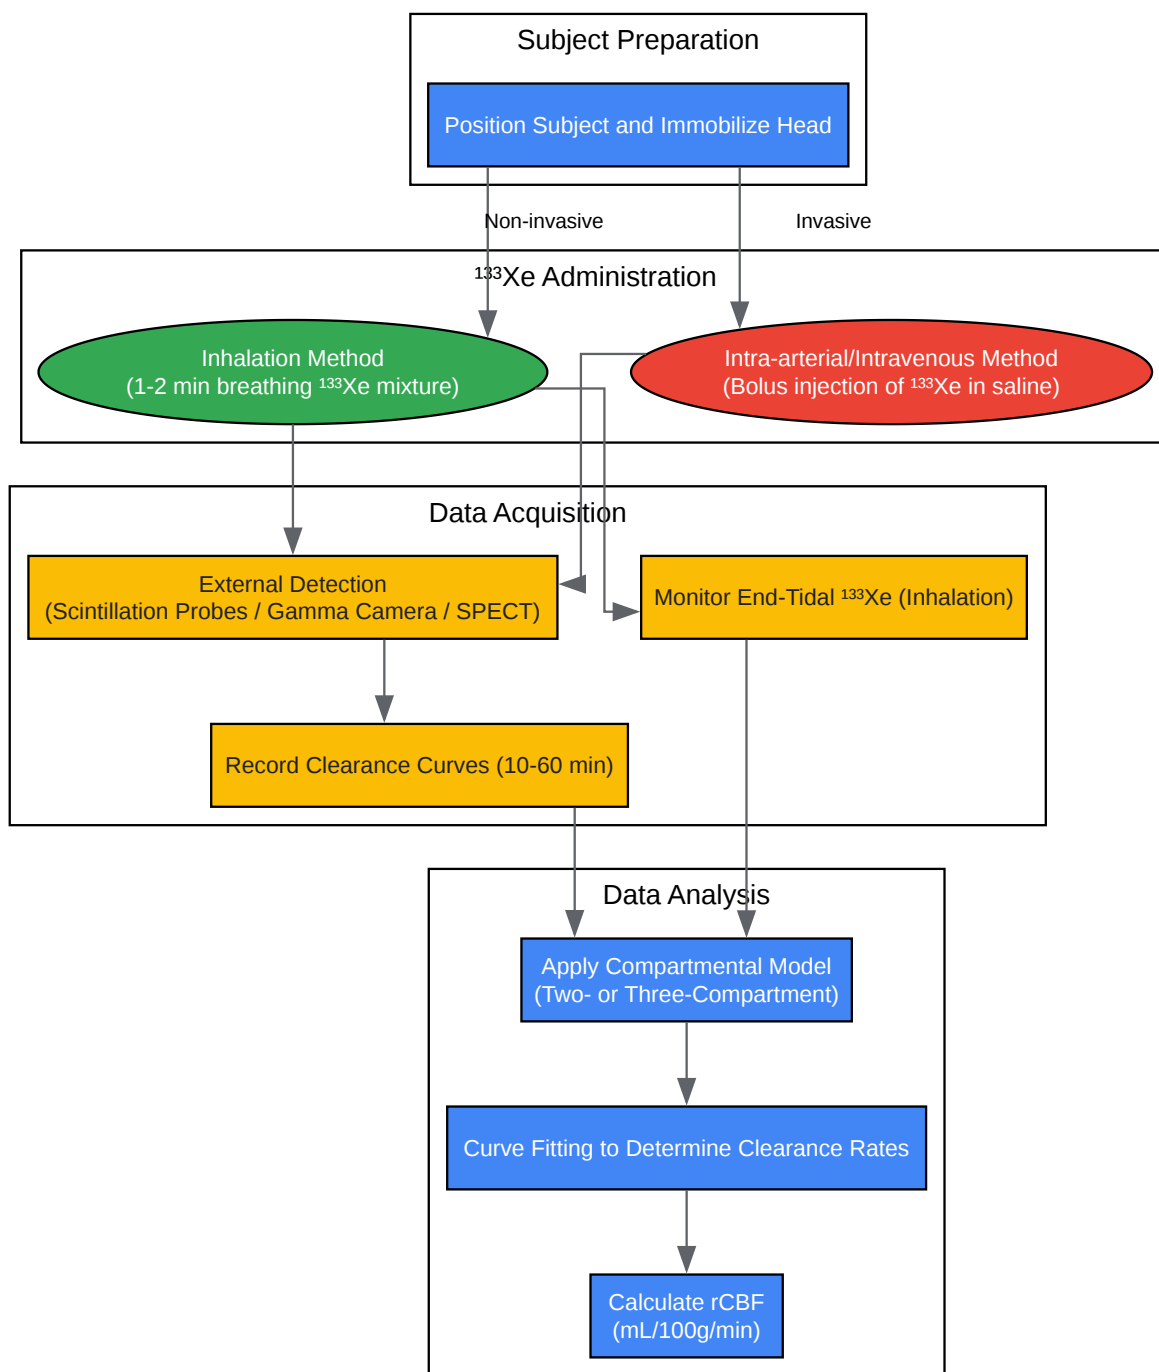 Subject Preparation
Position Subject and Immobilize Head
Non-invasive
Invasive
¹³³Xe Administration
Inhalation Method
(1-2 min breathing ¹³³Xe mixture)
Intra-arterial/Intravenous Method
(Bolus injection of ¹³³Xe in saline)
Data Acquisition
External Detection
(Scintillation Probes / Gamma Camera / SPECT)
Monitor End-Tidal ¹³³Xe (Inhalation)
Record Clearance Curves (10-60 min)
Data Analysis
Apply Compartmental Model
(Two- or Three-Compartment)
Curve Fitting to Determine Clearance Rates
Calculate rCBF
(mL/100g/min)